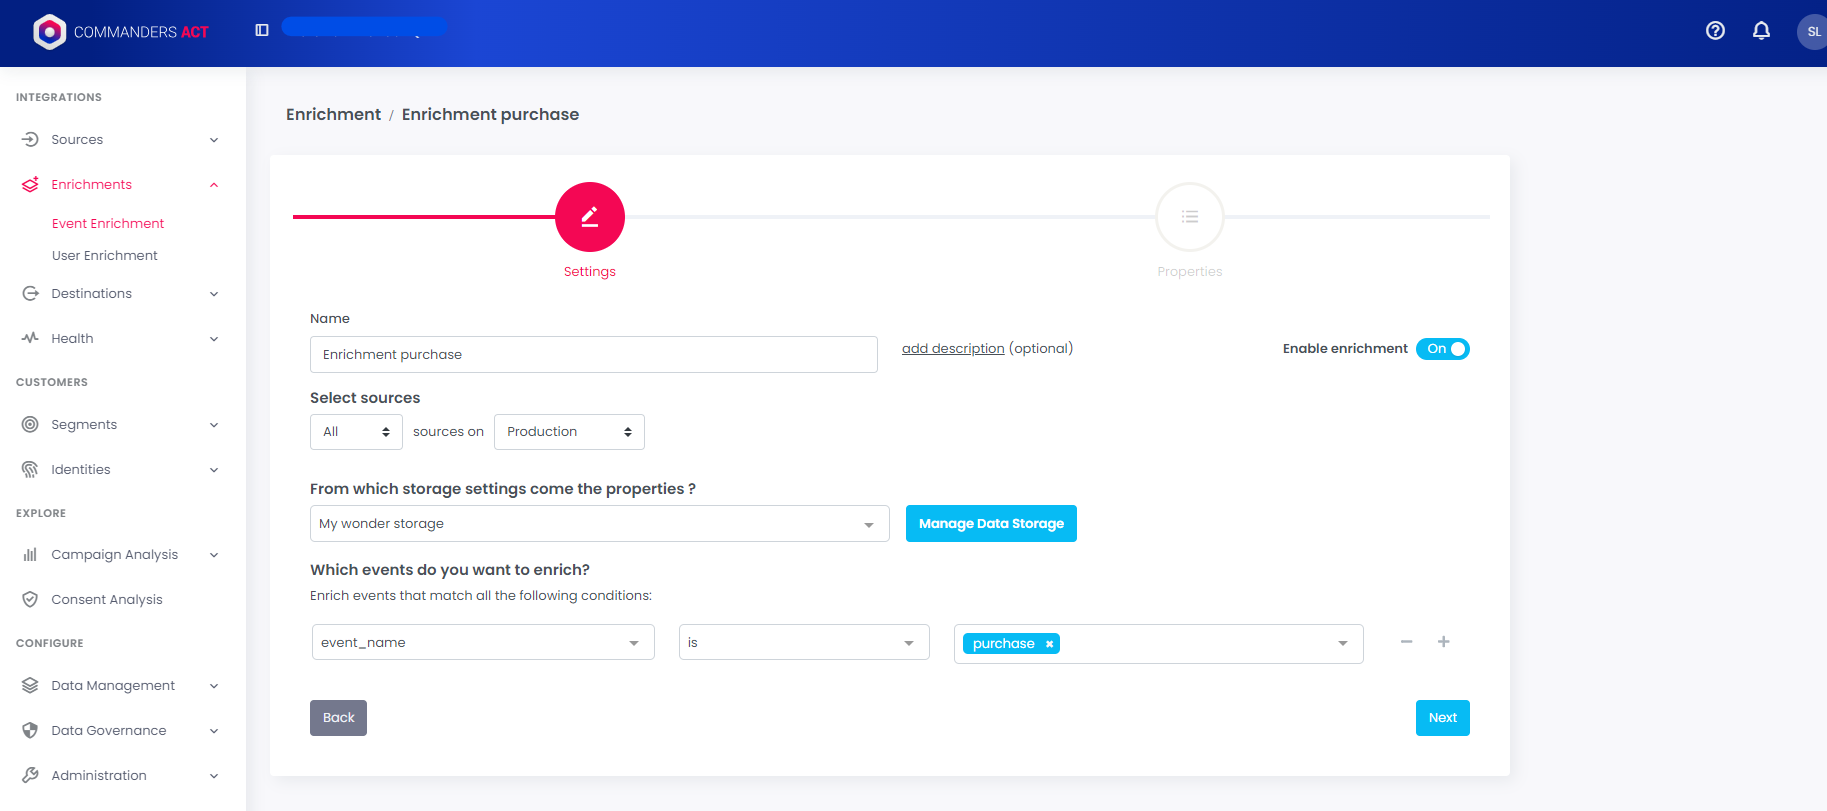 COMMANDERS ACT
SL
INTEGRATIONS
Sources
Enrichments
Event Enrichment
User Enrichment
Destinations
Health
CUSTOMERS
Segments
Identities
EXPLORE
Campaign Analysis
Consent Analysis
CONFIGURE
Data Management
Data Governance
Administration
Enrichment / Enrichment purchase
Settings
Properties
Name
Enrichment purchase
add description (optional)
Enable enrichment On
Select sources
All sources on Production
From which storage settings come the properties ?
My wonder storage
Manage Data Storage
Which events do you want to enrich?
Enrich events that match all the following conditions:
event_name is purchase ×
Back
Next